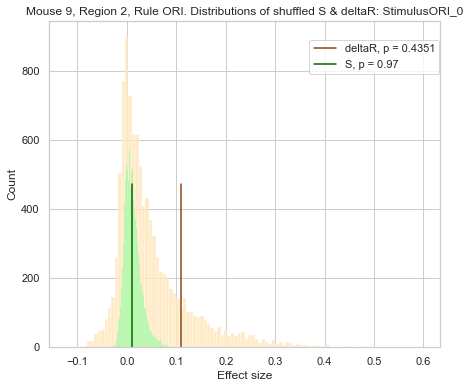 Mouse 9, Region 2, Rule ORI. Distributions of shuffled S & deltaR: StimulusORI_0
deltaR, p = 0.4351
S, p = 0.97
Count
800
600
400
200
0
-0.1 0.0 0.1 0.2 0.3 0.4 0.5 0.6
Effect size